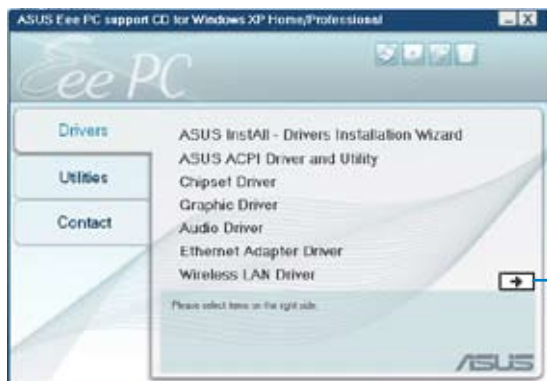 ASUS Eee PC support CD for Windows XP Home/Professional
Eee PC
Drivers
Utilities
Contact
ASUS InstAll - Drivers Installation Wizard
ASUS ACPI Driver and Utility
Chipset Driver
Graphic Driver
Audio Driver
Ethernet Adapter Driver
Wireless LAN Driver
Please select items on the right side.
ASUS